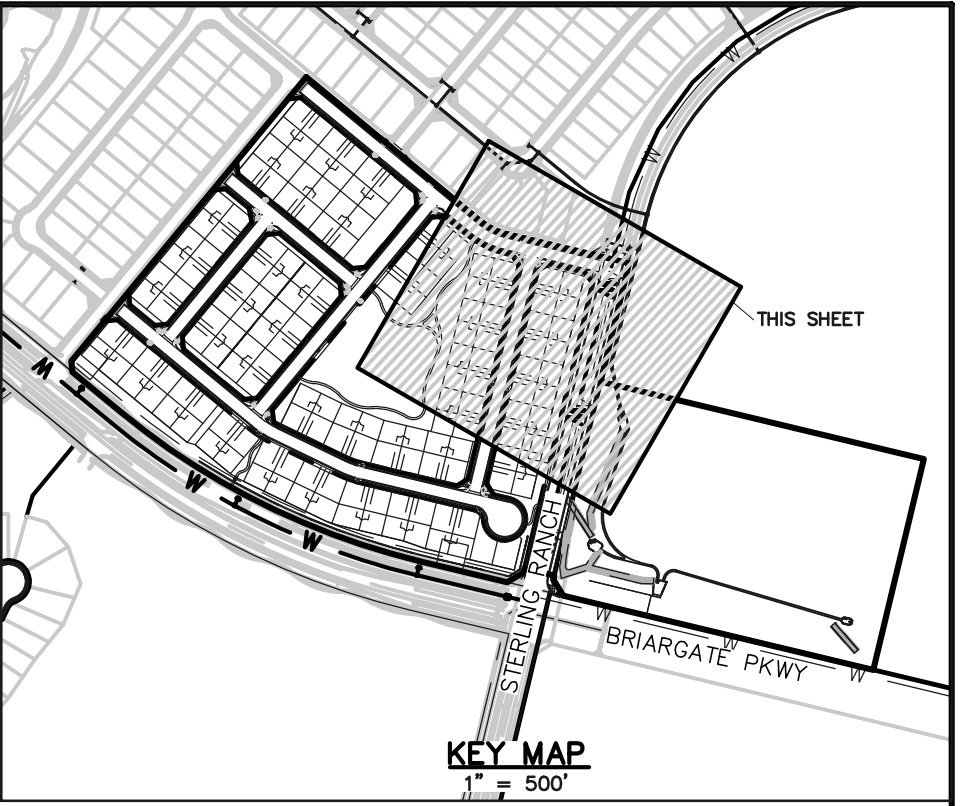 W
W
THIS SHEET
W
W
W
STERLING RANCH
W
W
W
BRIARGATE PKWY
KEY MAP
1" = 500'